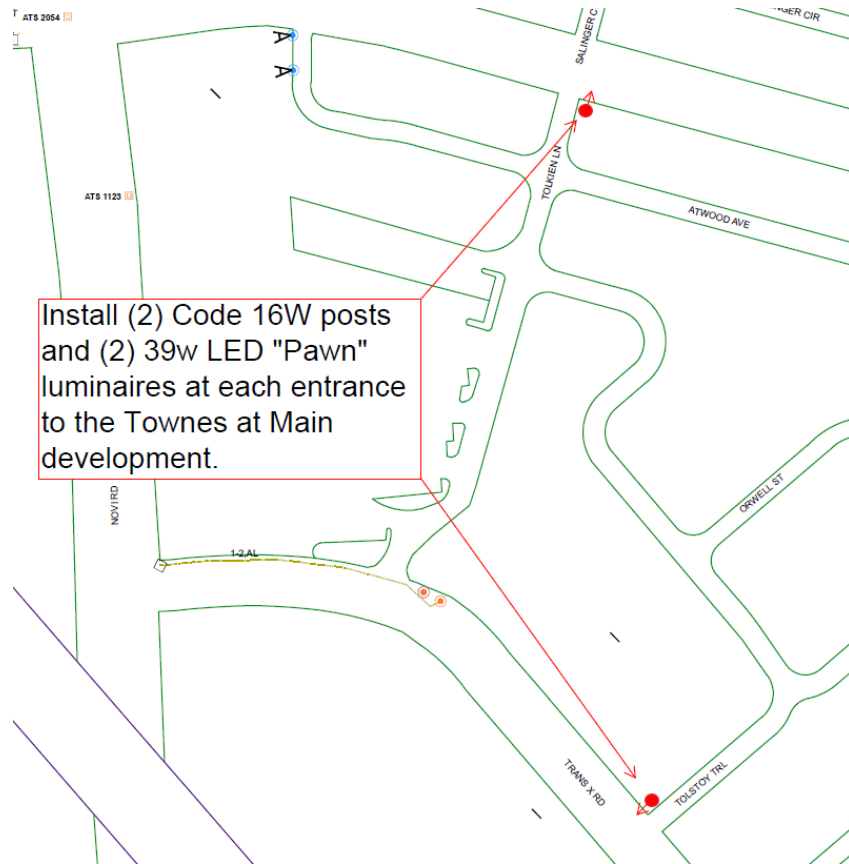 T ATS 2054
SALINGER C
NGER CIR
A
A
TOLKIEN LN
ATS 1123
ATWOOD AVE
Install (2) Code 16W posts
and (2) 39w LED "Pawn"
luminaires at each entrance
to the Townes at Main
development.
NOVI RD
ORWELL ST
1-2 AL
TRANS X RD
TOLSTOY TRL